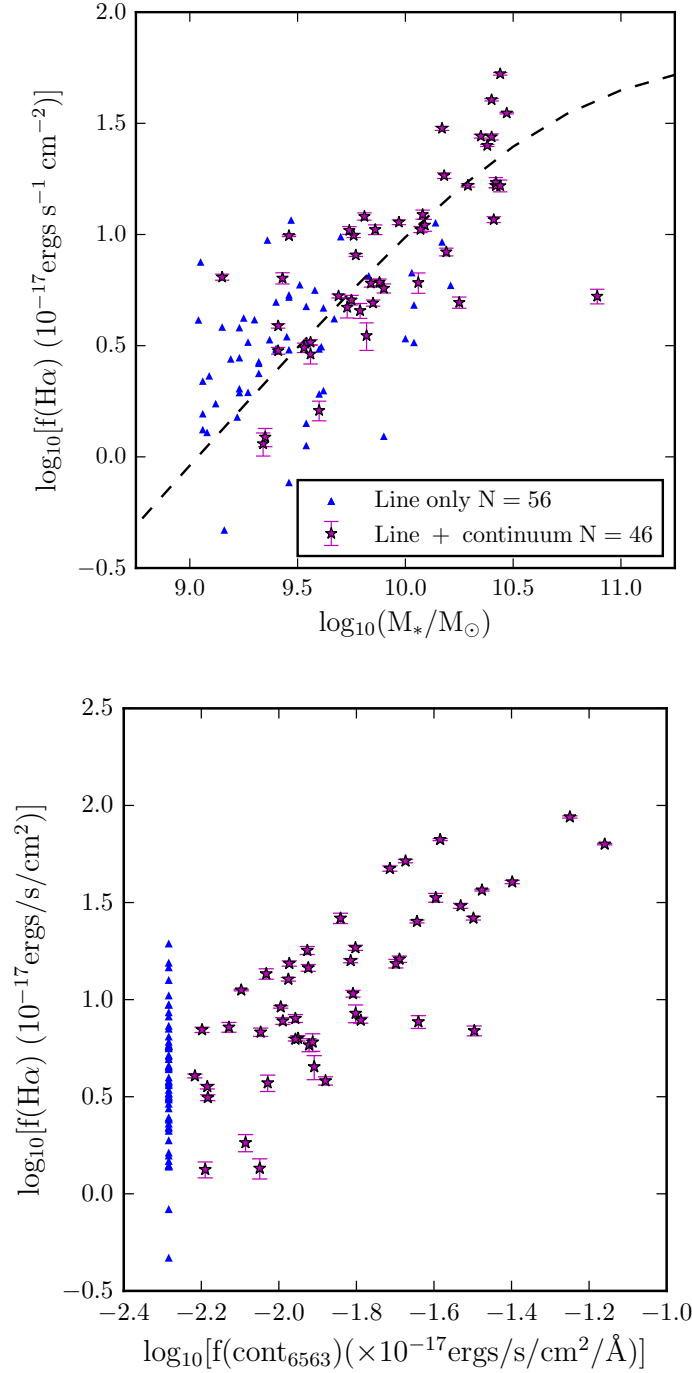 2.0
1.5
1.0
0.5
0.0
−0.5
log₁₀[f(Hα) (10⁻¹⁷ergs s⁻¹ cm⁻²)]
Line only N = 56
Line + continuum N = 46
9.0 9.5 10.0 10.5 11.0
log₁₀(M*/M☉)
2.5
2.0
1.5
1.0
0.5
0.0
−0.5
log₁₀[f(Hα) (10⁻¹⁷ergs/s/cm²)]
−2.4 −2.2 −2.0 −1.8 −1.6 −1.4 −1.2 −1.0
log₁₀[f(cont₆₅₆₃)(×10⁻¹⁷ergs/s/cm²/Å)]